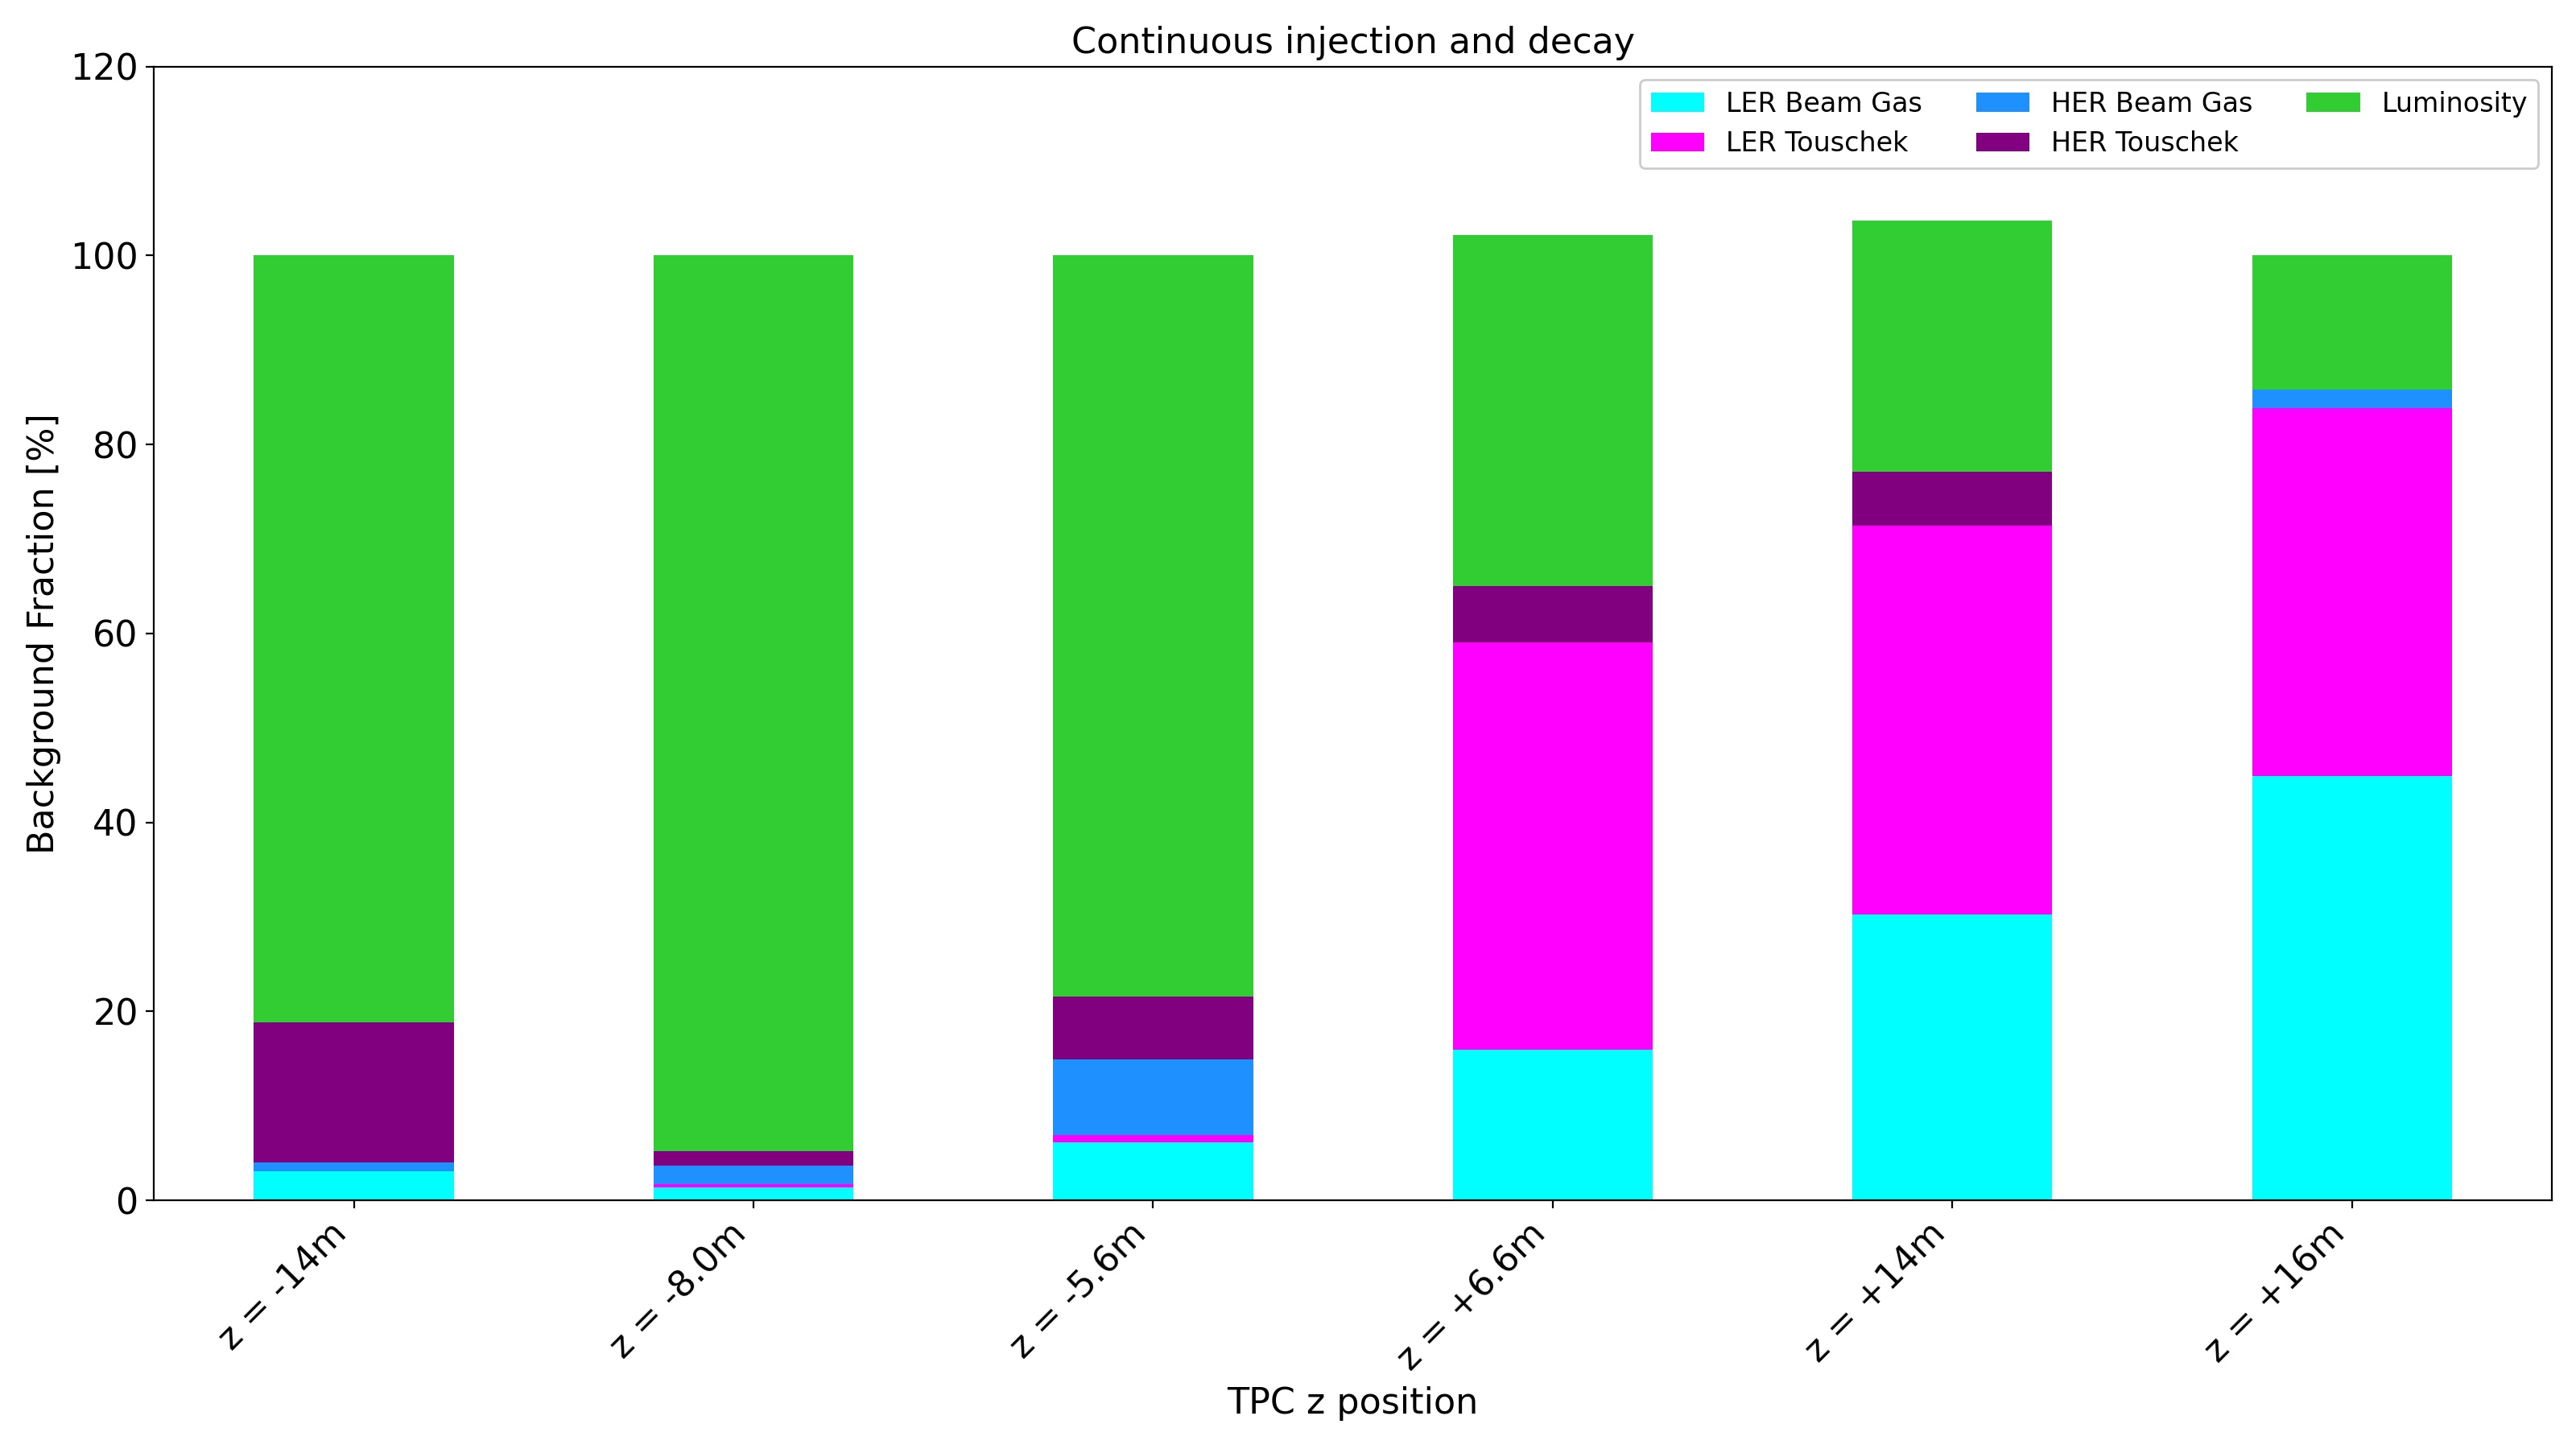 Continuous injection and decay
120
100
80
60
40
20
0
Background Fraction [%]
LER Beam Gas
LER Touschek
HER Beam Gas
HER Touschek
Luminosity
z = -14m
z = -8.0m
z = -5.6m
z = +6.6m
z = +14m
z = +16m
TPC z position